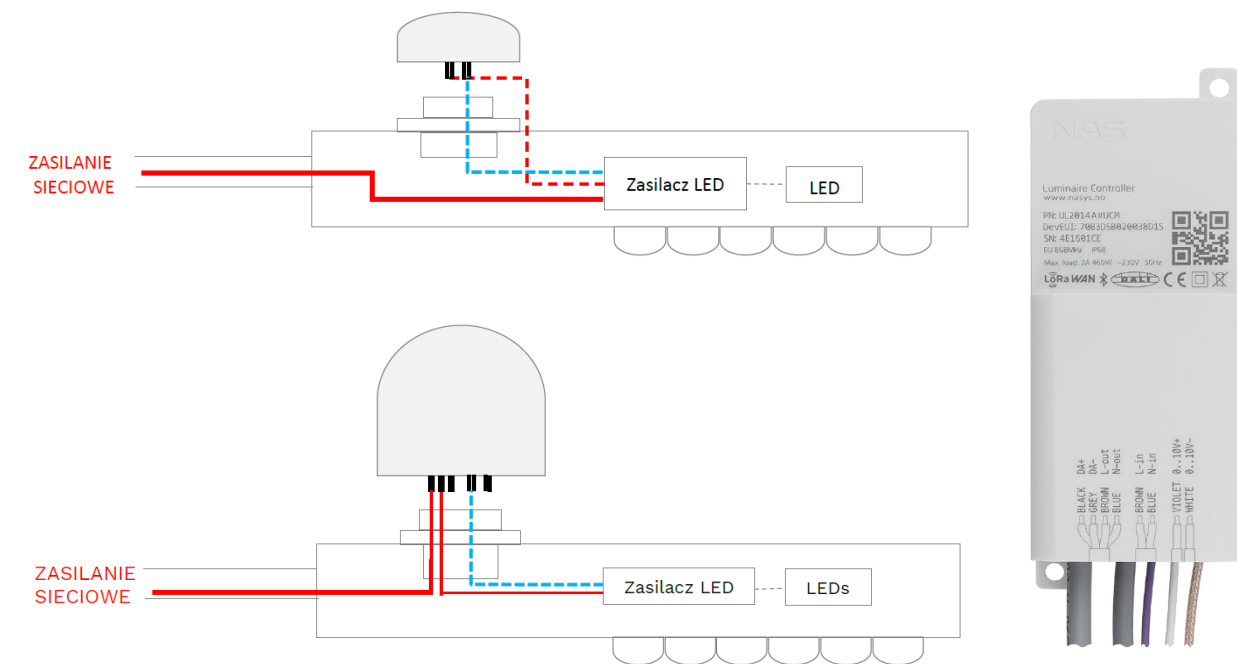 ZASILANIE
SIECIOWE
Zasilacz LED
LED
ZASILANIE
SIECIOWE
Zasilacz LED
LEDs
NAS
Luminaire Controller
www.nasys.no
PN: UL2014A#UCM
DevEUI: 70B3D5B020038D15
SN: 4E1601CE
EU 868MHz IP68
Max. load: 2A 460W ~230V 50Hz
LoRaWAN DALI CE
BLACK DA+
GREY DA-
BROWN L-out
BLUE N-out
BROWN L-in
BLUE N-in
VIOLET 0..10V+
WHITE 0..10V-